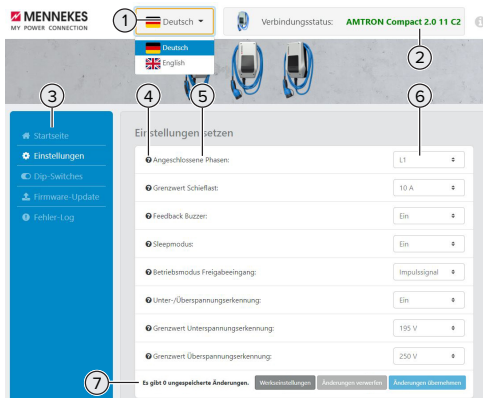 MENNEKES
MY POWER CONNECTION
1
Deutsch
Verbindungsstatus: AMTRON Compact 2.0 11 C2
2
Deutsch
English
3
4
5
6
Startseite
Einstellungen
Dip-Switches
Firmware-Update
Fehler-Log
Einstellungen setzen
Angeschlossene Phasen: L1
Grenzwert Schieflast: 10 A
Feedback Buzzer: Ein
Sleepmodus: Ein
Betriebsmodus Freigabeeingang: Impulssignal
Unter-/Überspannungserkennung: Ein
Grenzwert Unterspannungserkennung: 195 V
Grenzwert Überspannungserkennung: 250 V
7
Es gibt 0 ungespeicherte Änderungen. Werkseinstellungen Änderungen verwerfen Änderungen übernehmen